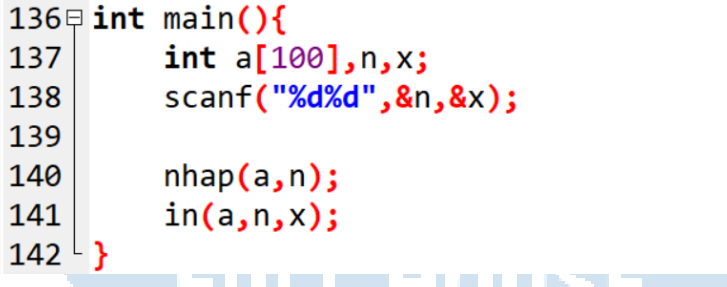 136 int main(){
137 int a[100],n,x;
138 scanf("%d%d",&n,&x);
139
140 nhap(a,n);
141 in(a,n,x);
142 }